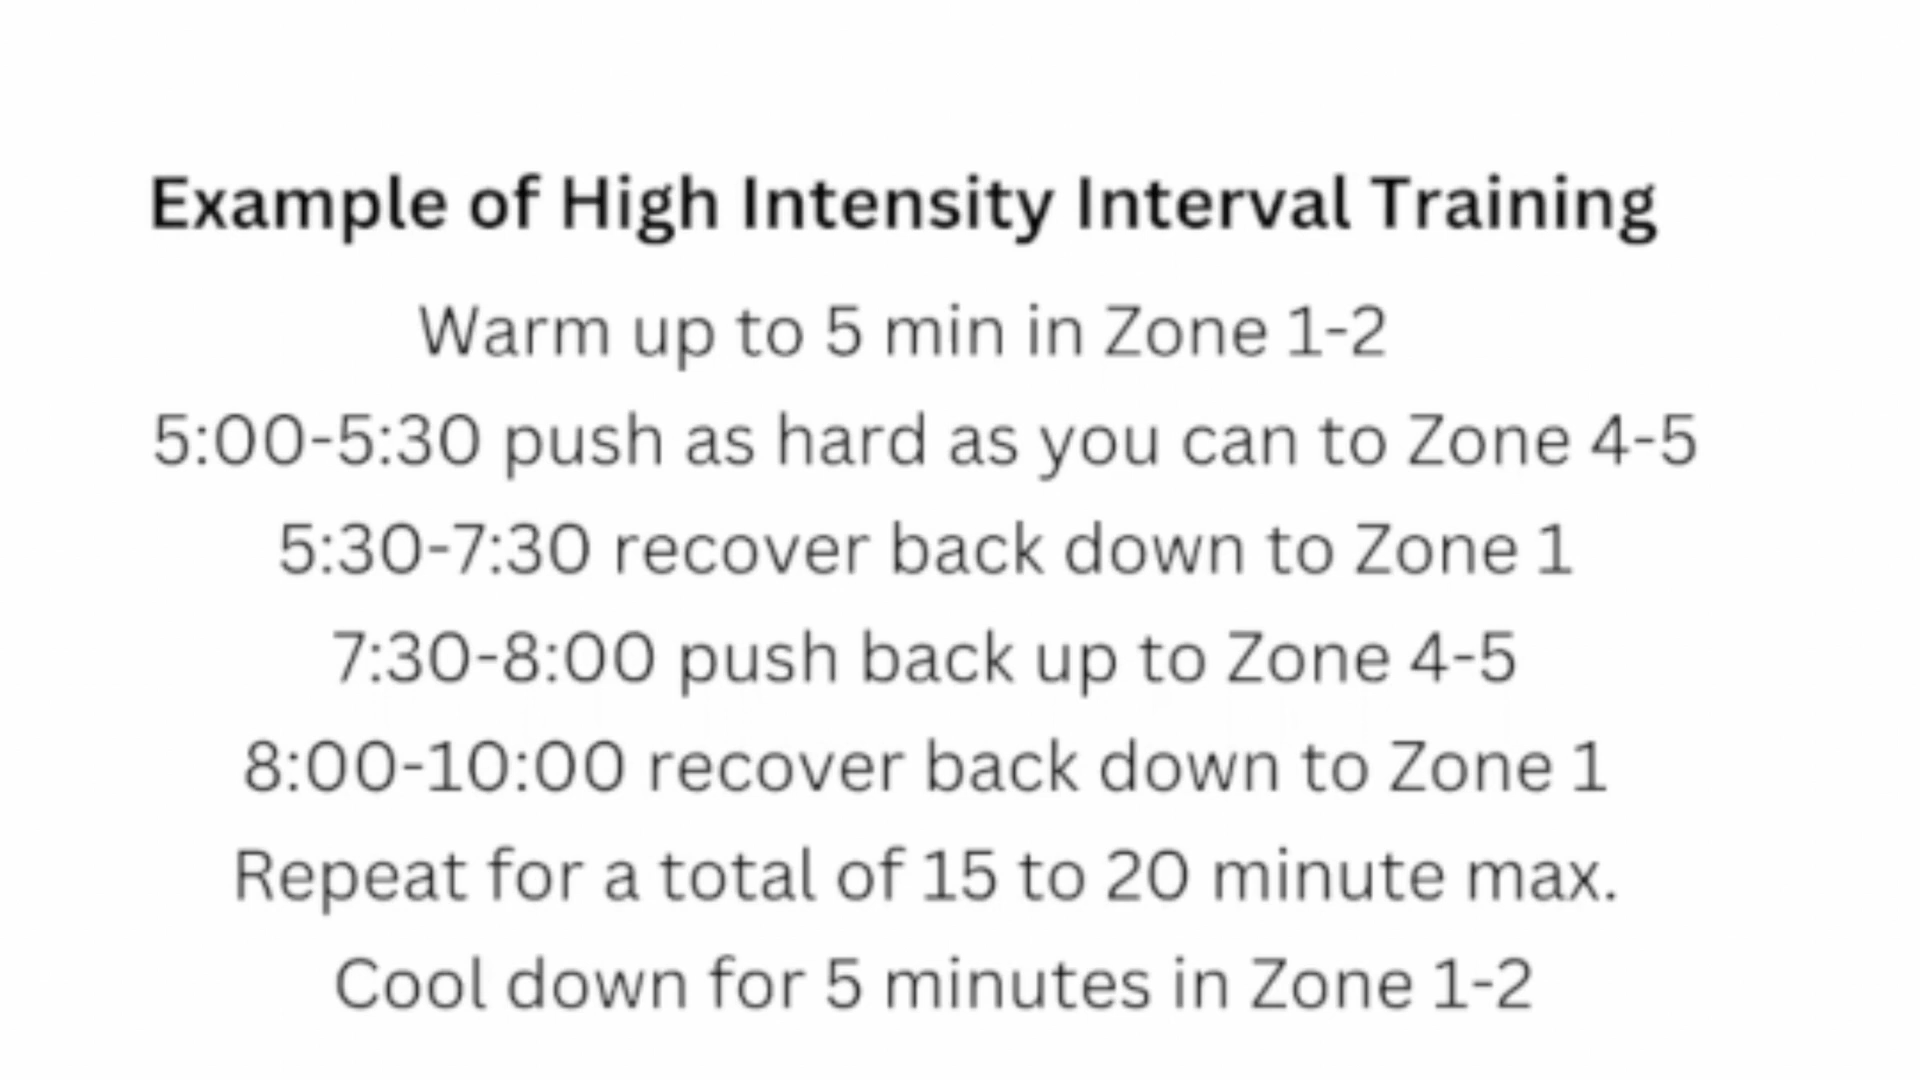 Example of High Intensity Interval Training
Warm up to 5 min in Zone 1-2
5:00-5:30 push as hard as you can to Zone 4-5
5:30-7:30 recover back down to Zone 1
7:30-8:00 push back up to Zone 4-5
8:00-10:00 recover back down to Zone 1
Repeat for a total of 15 to 20 minute max.
Cool down for 5 minutes in Zone 1-2